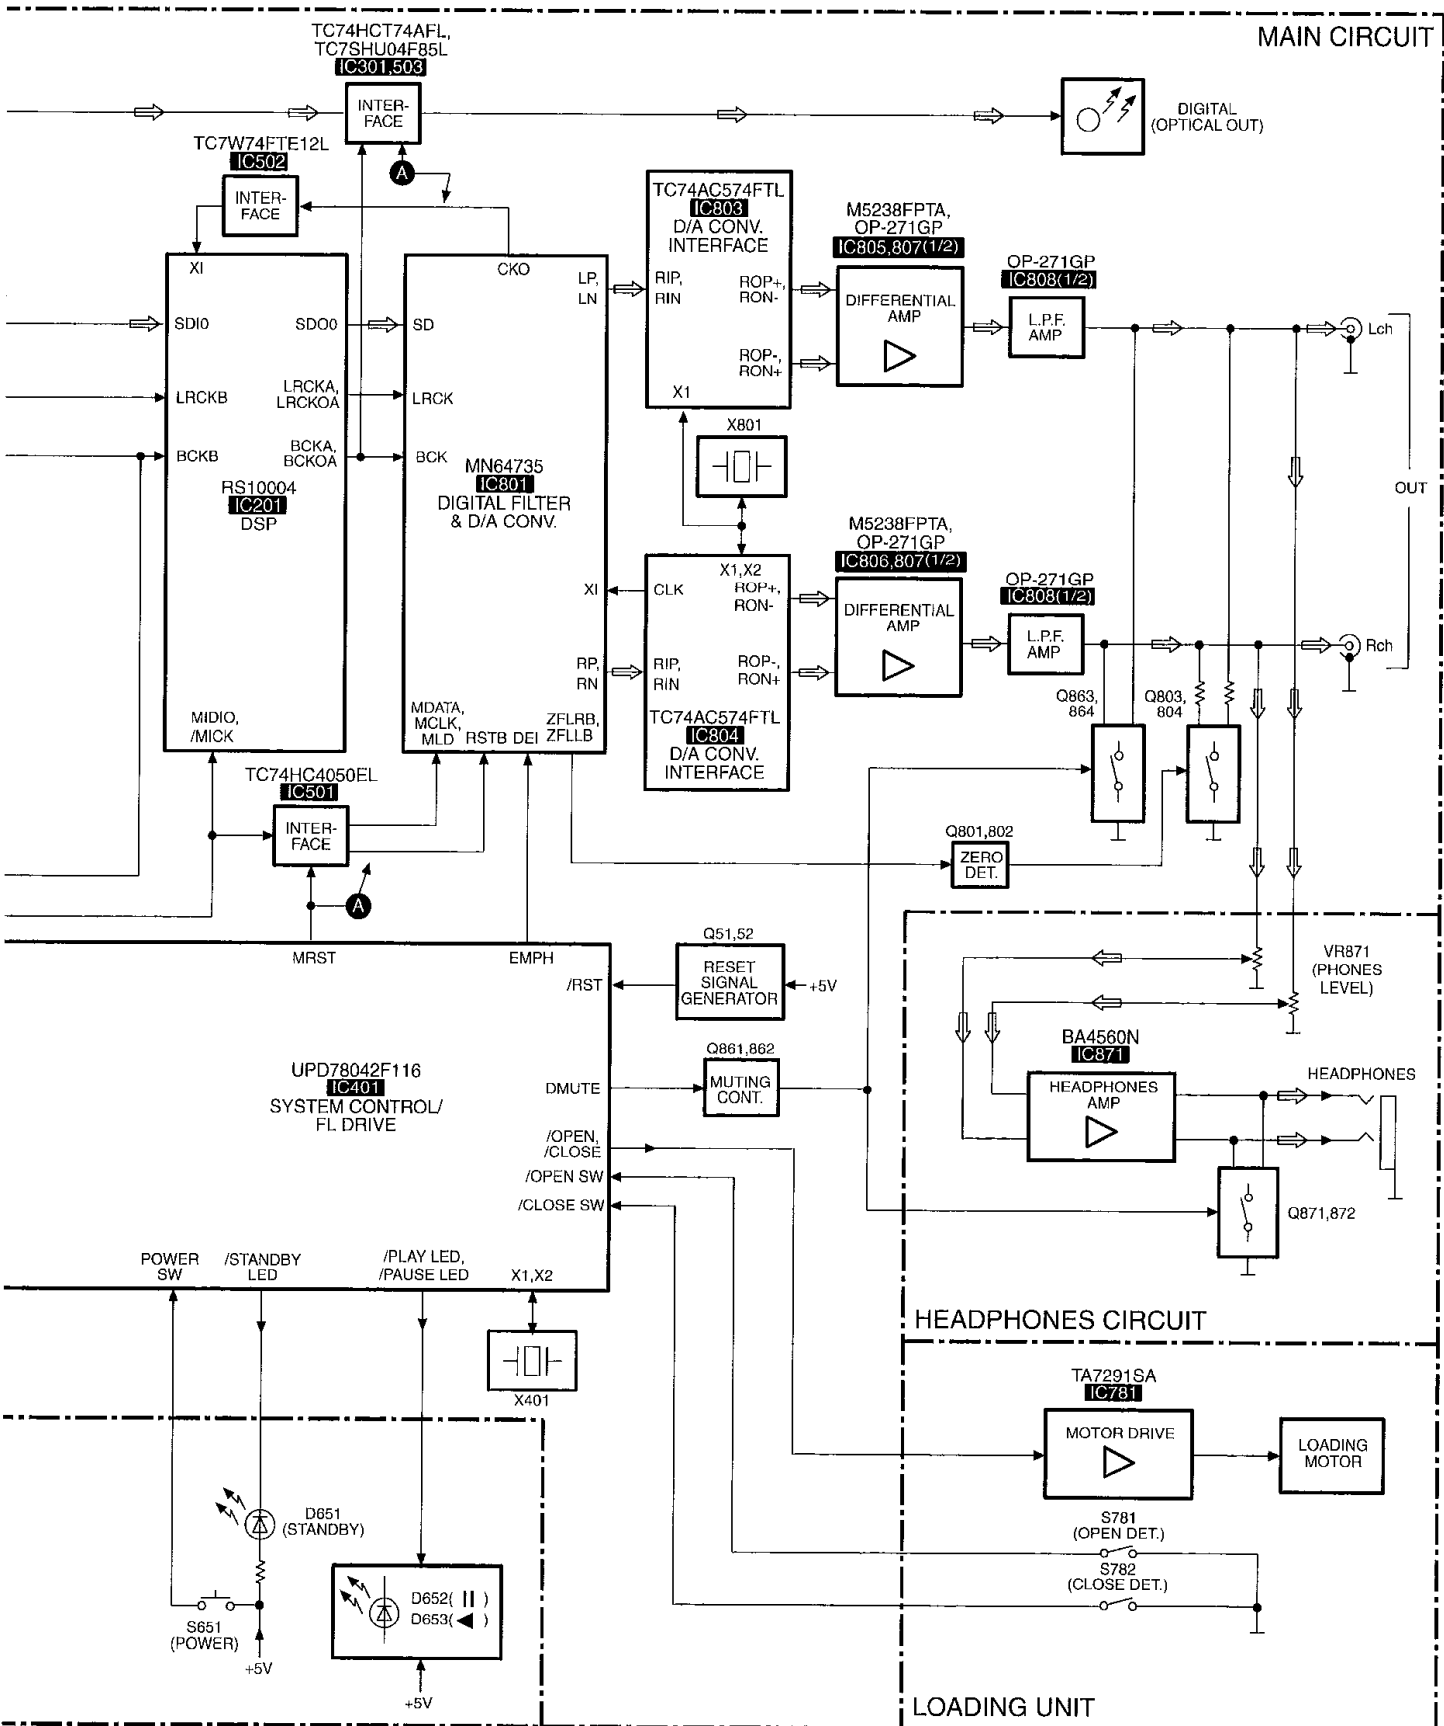 MAIN CIRCUIT
TC74HCT74AFL,
TC7SHU04F85L
IC301,503
INTER-
FACE
DIGITAL
(OPTICAL OUT)
TC7W74FTE12L
IC502
INTER-
FACE
A
TC74AC574FTL
IC803
D/A CONV.
INTERFACE
RIP,
RIN
ROP+,
RON-
ROP-,
RON+
X1
M5238FPTA,
OP-271GP
IC805,807(1/2)
DIFFERENTIAL
AMP
OP-271GP
IC808(1/2)
L.P.F.
AMP
Lch
OUT
XI
SDI0
SDO0
LRCKB
LRCKA,
LRCKOA
BCKB
BCKA,
BCKOA
RS10004
IC201
DSP
MIDIO,
/MICK
CKO
LP,
LN
SD
LRCK
BCK
MN64735
IC801
DIGITAL FILTER
& D/A CONV.
XI
RP,
RN
MDATA,
MCLK,
MLD
RSTB
DEI
ZFLRB,
ZFLLB
X801
X1,X2
CLK
ROP+,
RON-
RIP,
RIN
ROP-,
RON+
TC74AC574FTL
IC804
D/A CONV.
INTERFACE
M5238FPTA,
OP-271GP
IC806,807(1/2)
DIFFERENTIAL
AMP
OP-271GP
IC808(1/2)
L.P.F.
AMP
Rch
Q863,
864
Q803,
804
TC74HC4050EL
IC501
INTER-
FACE
A
Q801,802
ZERO
DET.
MRST
EMPH
/RST
Q51,52
RESET
SIGNAL
GENERATOR
+5V
UPD78042F116
IC401
SYSTEM CONTROL/
FL DRIVE
DMUTE
Q861,862
MUTING
CONT.
/OPEN,
/CLOSE
/OPEN SW
/CLOSE SW
POWER
SW
/STANDBY
LED
/PLAY LED,
/PAUSE LED
X1,X2
X401
VR871
(PHONES
LEVEL)
BA4560N
IC871
HEADPHONES
AMP
HEADPHONES
Q871,872
HEADPHONES CIRCUIT
TA7291SA
IC781
MOTOR DRIVE
LOADING
MOTOR
S781
(OPEN DET.)
S782
(CLOSE DET.)
LOADING UNIT
D651
(STANDBY)
S651
(POWER)
+5V
D652( II )
D653( ◀ )
+5V